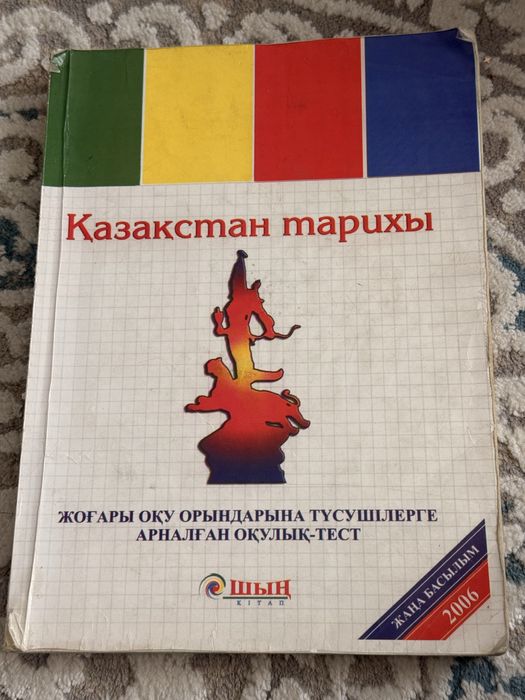 Қазақстан тарихы
ЖОҒАРЫ ОҚУ ОРЫНДАРЫНА ТҮСУШІЛЕРГЕ
АРНАЛҒАН ОҚУЛЫҚ-ТЕСТ
ШЫҢ
КІТАП
ЖАҢА БАСЫЛЫМ
2006